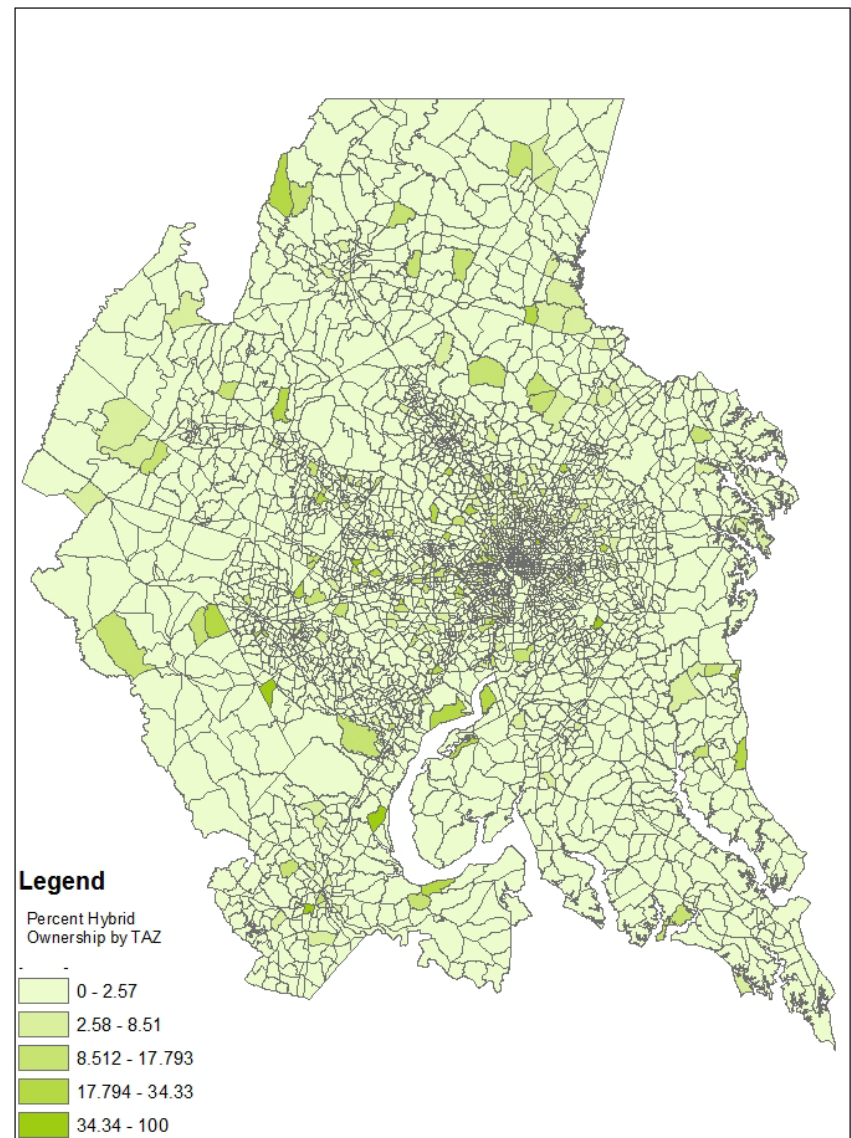 Legend
Percent Hybrid
Ownership by TAZ
- -
0 - 2.57
2.58 - 8.51
8.512 - 17.793
17.794 - 34.33
34.34 - 100